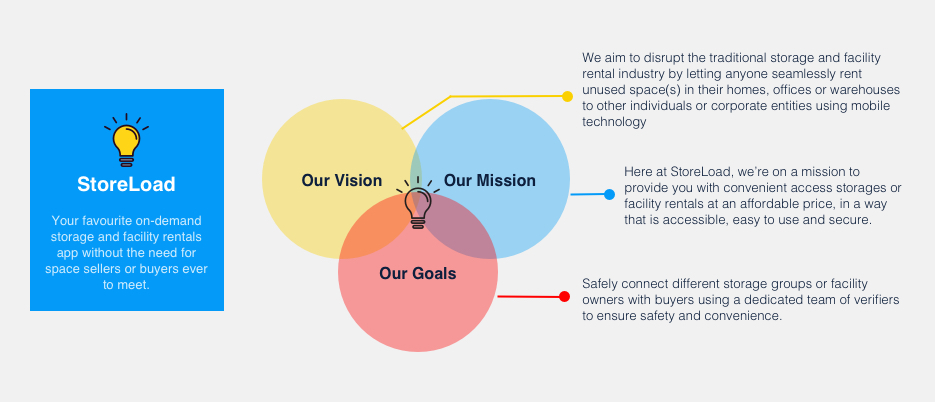 StoreLoad
Your favourite on-demand
storage and facility rentals
app without the need for
space sellers or buyers ever
to meet.
Our Vision
Our Mission
Our Goals
We aim to disrupt the traditional storage and facility
rental industry by letting anyone seamlessly rent
unused space(s) in their homes, offices or warehouses
to other individuals or corporate entities using mobile
technology
Here at StoreLoad, we’re on a mission to
provide you with convenient access storages or
facility rentals at an affordable price, in a way
that is accessible, easy to use and secure.
Safely connect different storage groups or facility
owners with buyers using a dedicated team of verifiers
to ensure safety and convenience.